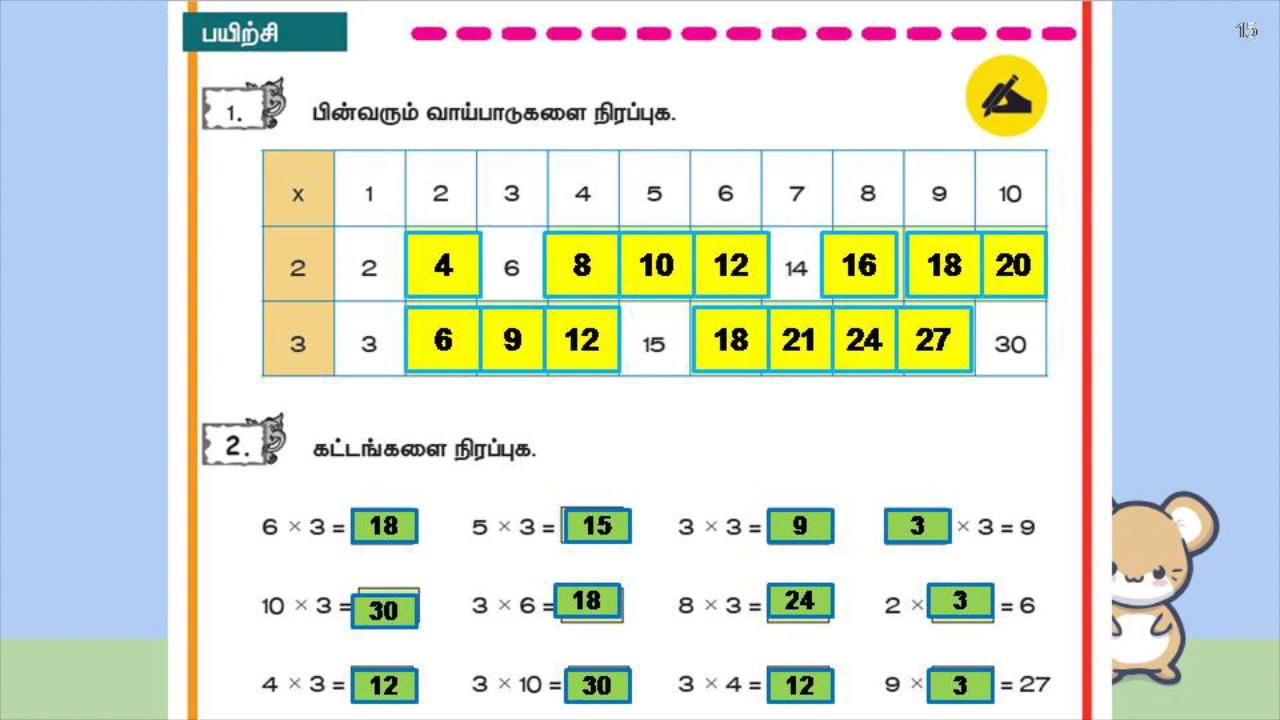 பயிற்சி
15
1. பின்வரும் வாய்பாடுகளை நிரப்புக.
x 1 2 3 4 5 6 7 8 9 10
2 2 4 6 8 10 12 14 16 18 20
3 3 6 9 12 15 18 21 24 27 30
2. கட்டங்களை நிரப்புக.
6 × 3 = 18 5 × 3 = 15 3 × 3 = 9 3 × 3 = 9
10 × 3 = 30 3 × 6 = 18 8 × 3 = 24 2 × 3 = 6
4 × 3 = 12 3 × 10 = 30 3 × 4 = 12 9 × 3 = 27